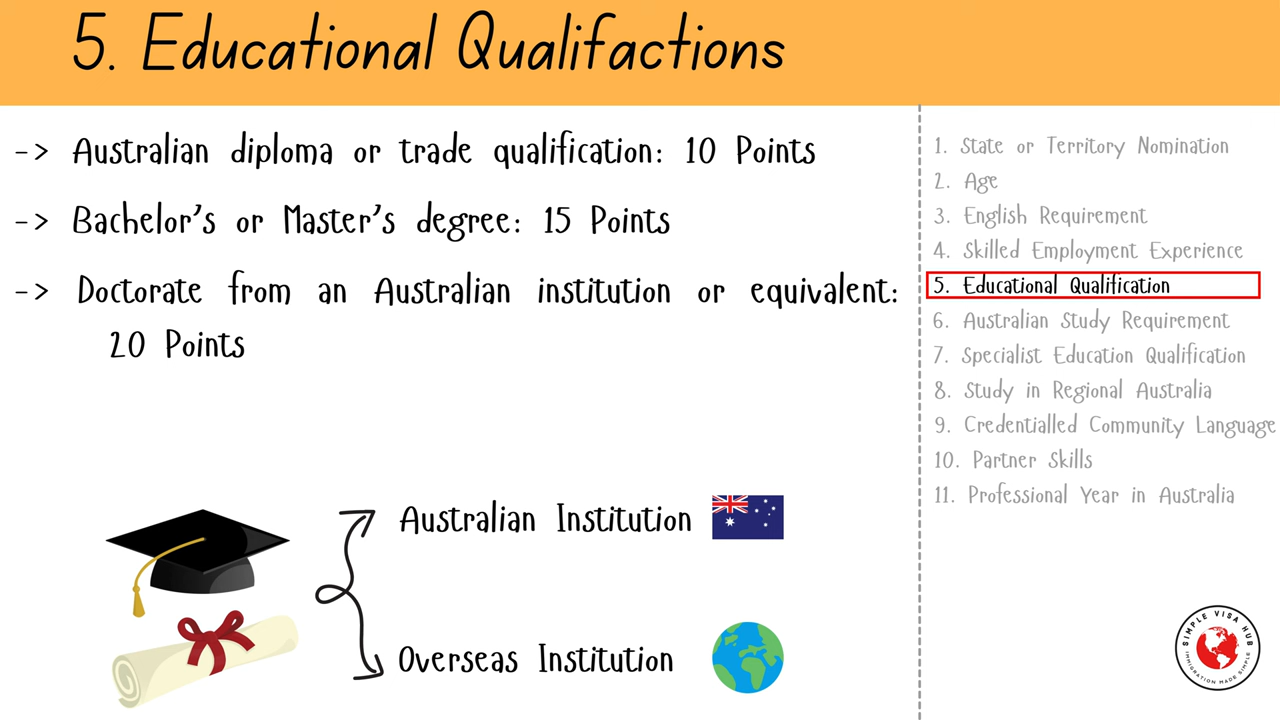 5. Educational Qualifactions
-> Australian diploma or trade qualification: 10 Points
-> Bachelor's or Master's degree: 15 Points
-> Doctorate from an Australian institution or equivalent:
20 Points
Australian Institution
Overseas Institution
1. State or Territory Nomination
2. Age
3. English Requirement
4. Skilled Employment Experience
5. Educational Qualification
6. Australian Study Requirement
7. Specialist Education Qualification
8. Study in Regional Australia
9. Credentialled Community Language
10. Partner Skills
11. Professional Year in Australia
SIMPLE VISA HUB
IMMIGRATION MADE SIMPLE